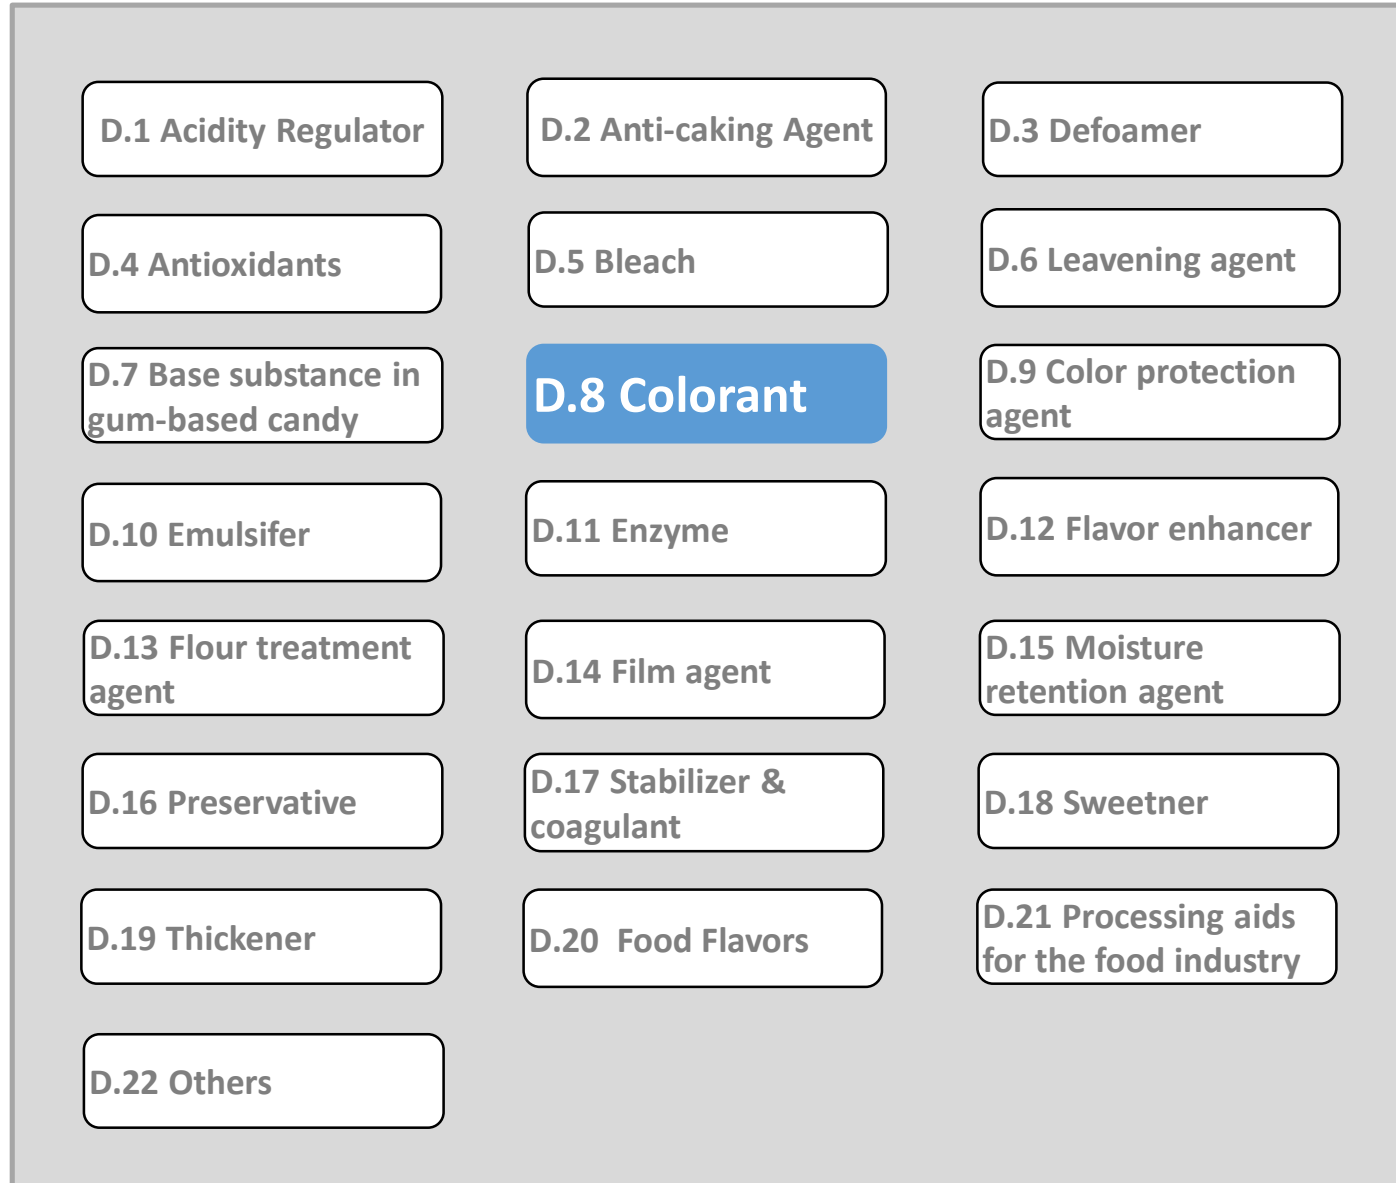 D.1 Acidity Regulator
D.2 Anti-caking Agent
D.3 Defoamer
D.4 Antioxidants
D.5 Bleach
D.6 Leavening agent
D.7 Base substance in
gum-based candy
D.8 Colorant
D.9 Color protection
agent
D.10 Emulsifer
D.11 Enzyme
D.12 Flavor enhancer
D.13 Flour treatment
agent
D.14 Film agent
D.15 Moisture
retention agent
D.16 Preservative
D.17 Stabilizer &
coagulant
D.18 Sweetner
D.19 Thickener
D.20  Food Flavors
D.21 Processing aids
for the food industry
D.22 Others